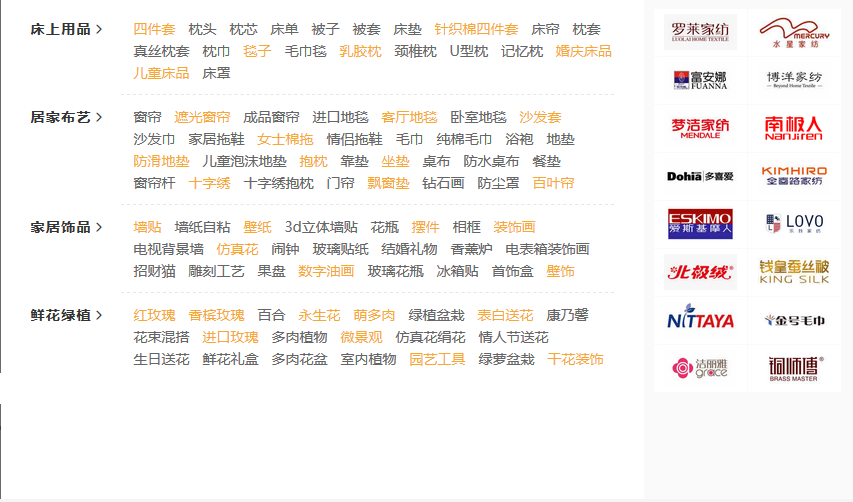 床上用品 >
四件套 枕头 枕芯 床单 被子 被套 床垫 针织棉四件套 床帘 枕套
真丝枕套 枕巾 毯子 毛巾毯 乳胶枕 颈椎枕 U型枕 记忆枕 婚庆床品
儿童床品 床罩
居家布艺 >
窗帘 遮光窗帘 成品窗帘 进口地毯 客厅地毯 卧室地毯 沙发套
沙发巾 家居拖鞋 女士棉拖 情侣拖鞋 毛巾 纯棉毛巾 浴袍 地垫
防滑地垫 儿童泡沫地垫 抱枕 靠垫 坐垫 桌布 防水桌布 餐垫
窗帘杆 十字绣 十字绣抱枕 门帘 飘窗垫 钻石画 防尘罩 百叶帘
家居饰品 >
墙贴 墙纸自粘 壁纸 3d立体墙贴 花瓶 摆件 相框 装饰画
电视背景墙 仿真花 闹钟 玻璃贴纸 结婚礼物 香薰炉 电表箱装饰画
招财猫 雕刻工艺 果盘 数字油画 玻璃花瓶 冰箱贴 首饰盒 壁饰
鲜花绿植 >
红玫瑰 香槟玫瑰 百合 永生花 萌多肉 绿植盆栽 表白送花 康乃馨
花束混搭 进口玫瑰 多肉植物 微景观 仿真花绢花 情人节送花
生日送花 鲜花礼盒 多肉花盆 室内植物 园艺工具 绿萝盆栽 干花装饰
罗莱家纺
LUOLAI HOME TEXTILE
MERCURY
水星家纺
富安娜
FUANNA
博洋家纺
Beyond Home Textile
梦洁家纺
MENDALE
南极人
Nanjiren
Dohia 多喜爱
KIMHIRO
金喜路家纺
ESKIMO
爱斯基摩人
LOVO
北极绒
钱皇蚕丝被
KING SILK
NITTAYA
金号毛巾
洁丽雅
grace
铜师傅
BRASS MASTER